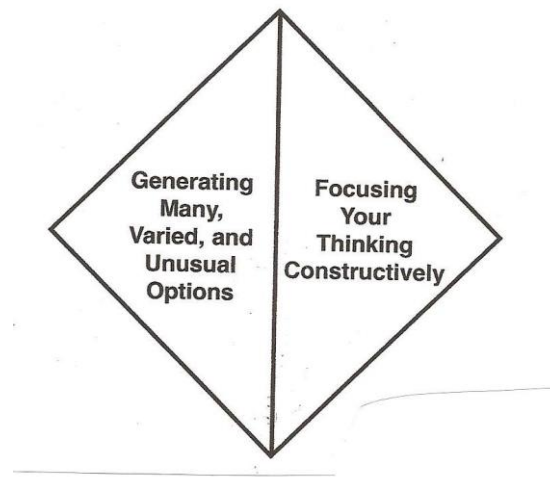 Generating
Many,
Varied, and
Unusual
Options
Focusing
Your
Thinking
Constructively